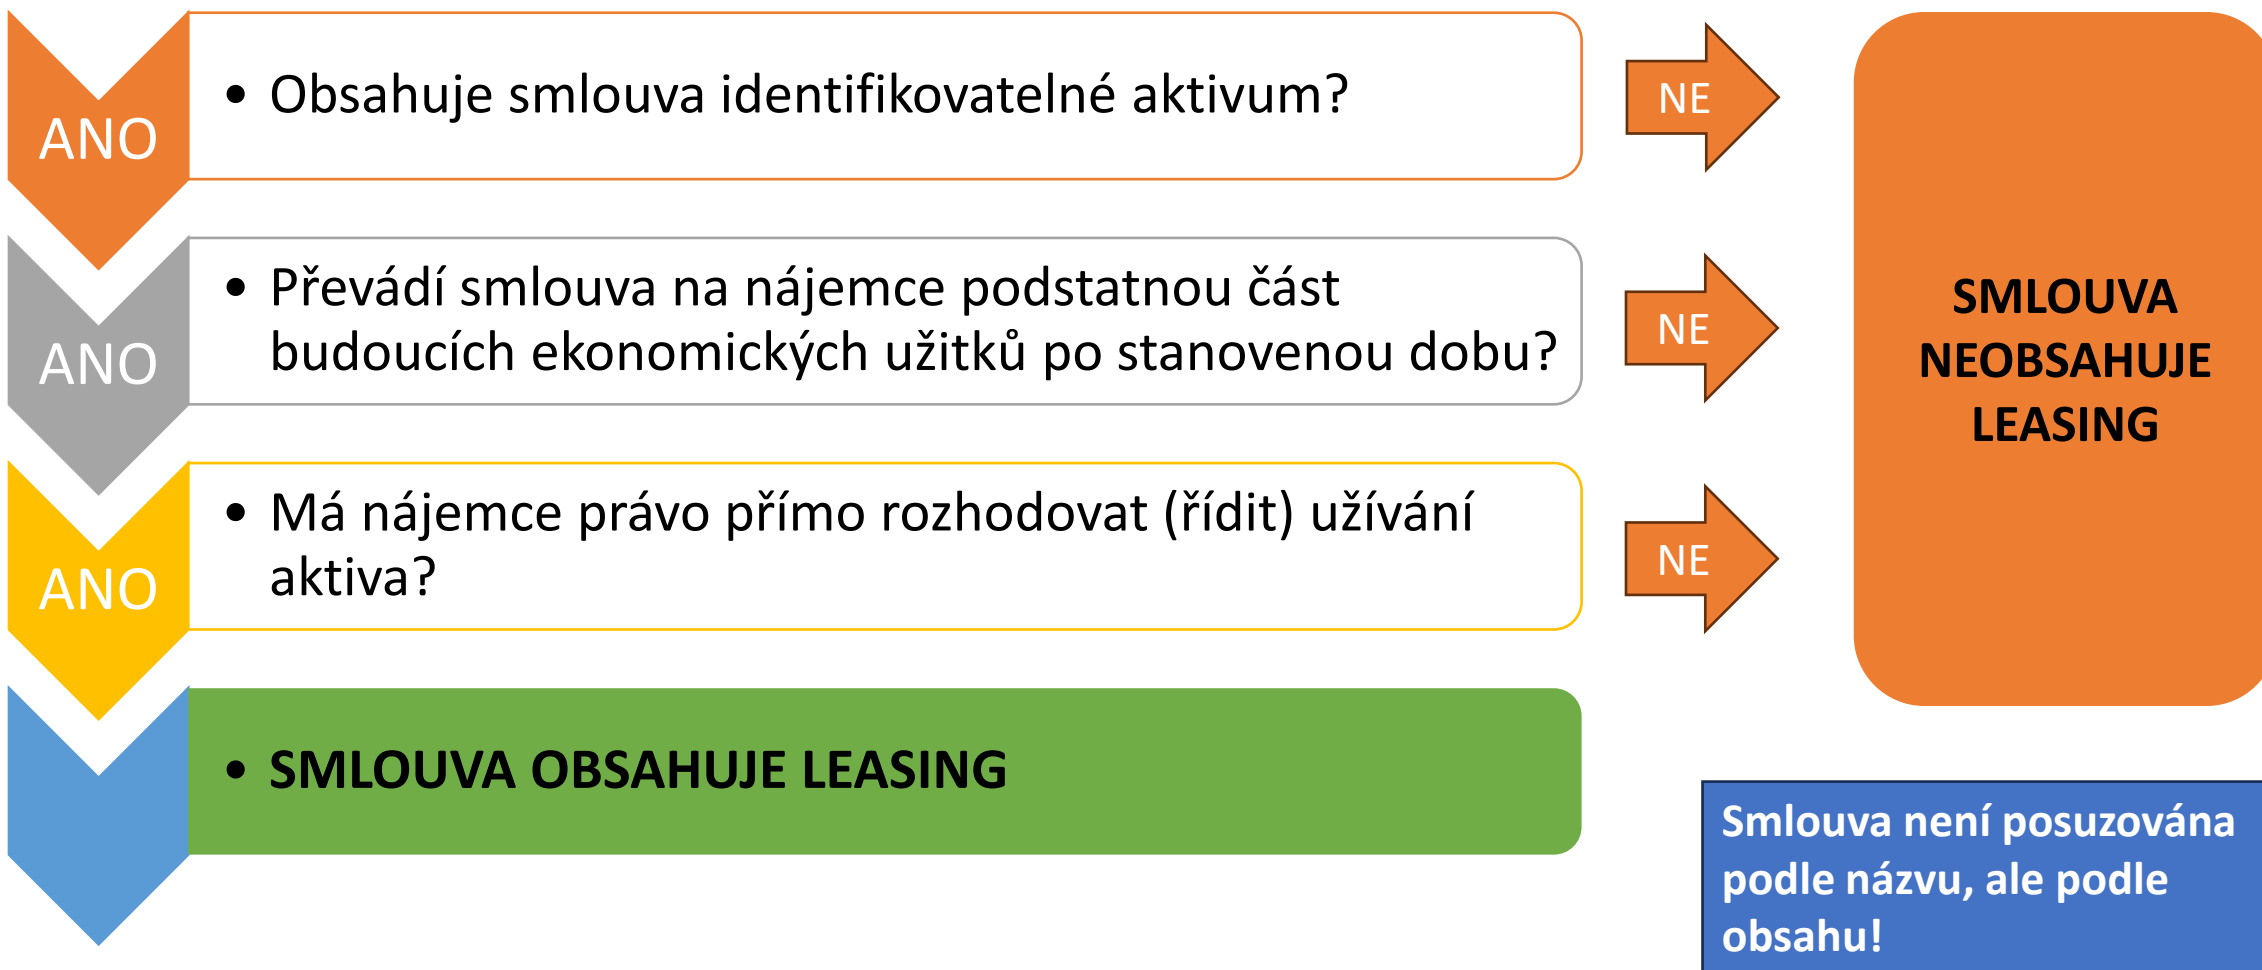 ANO
• Obsahuje smlouva identifikovatelné aktivum?
NE
ANO
• Převádí smlouva na nájemce podstatnou část
budoucích ekonomických užitků po stanovenou dobu?
NE
ANO
• Má nájemce právo přímo rozhodovat (řídit) užívání
aktiva?
NE
• SMLOUVA OBSAHUJE LEASING
SMLOUVA
NEOBSAHUJE
LEASING
Smlouva není posuzována
podle názvu, ale podle
obsahu!